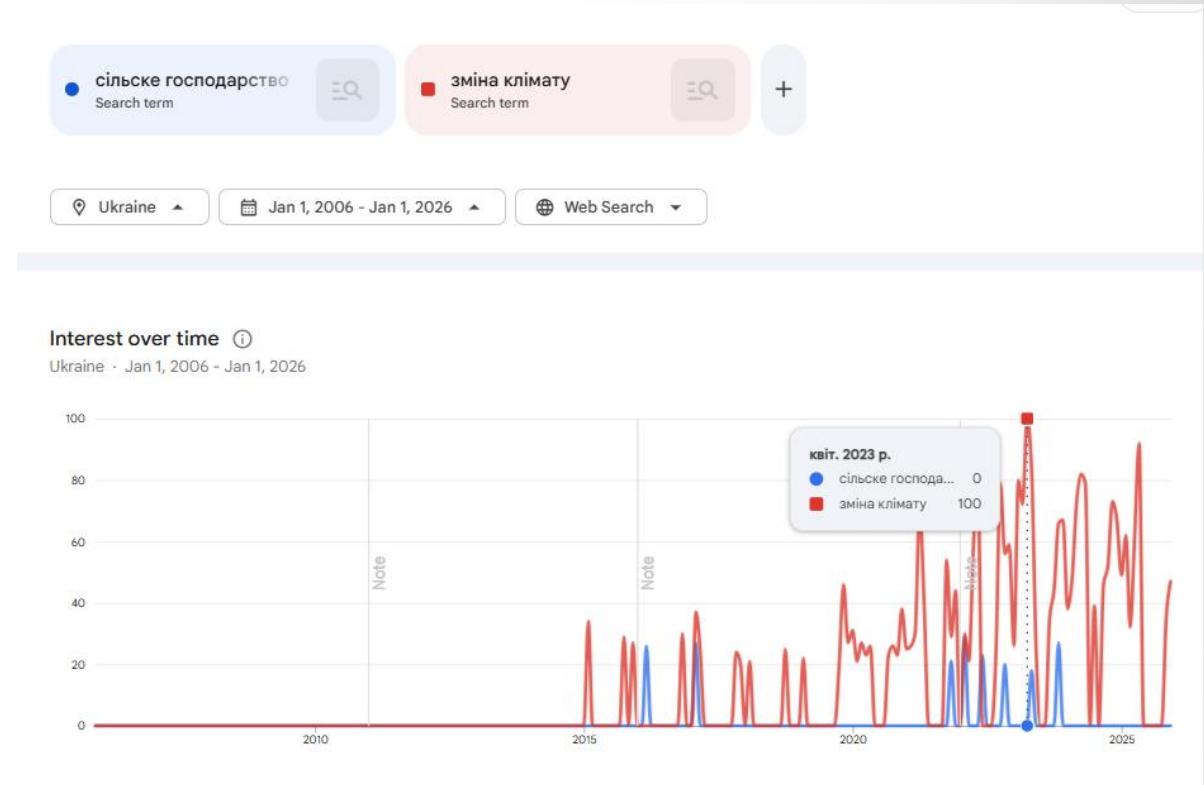 сільске господарство
Search term
зміна клімату
Search term
+
Ukraine
Jan 1, 2006 - Jan 1, 2026
Web Search
Interest over time
Ukraine · Jan 1, 2006 - Jan 1, 2026
100
80
60
40
20
0
Note
Note
Note
квіт. 2023 р.
сільске господа... 0
зміна клімату 100
2010
2015
2020
2025